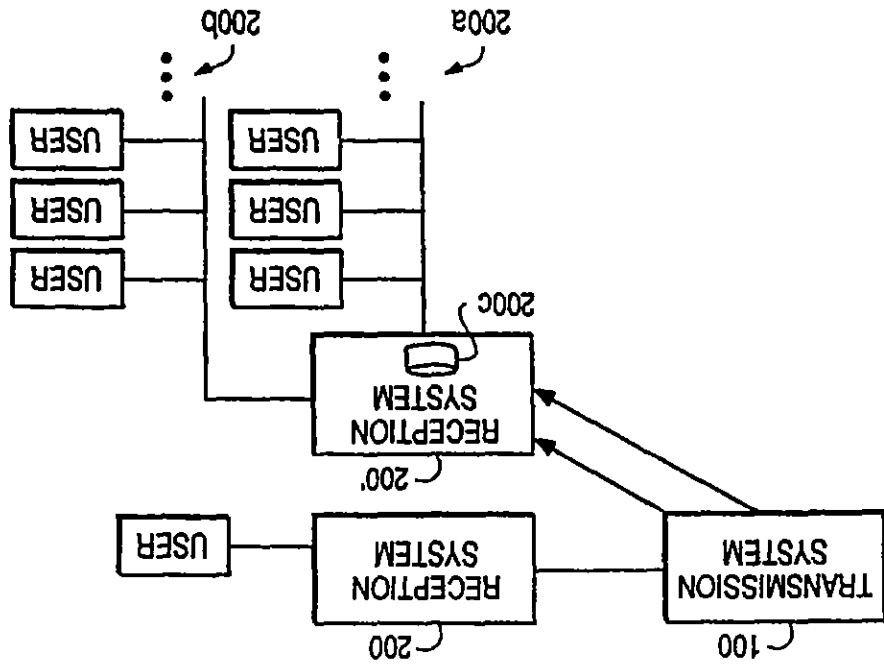 100
200
TRANSMISSION
SYSTEM
RECEPTION
SYSTEM
USER
200'
RECEPTION
SYSTEM
200c
USER
USER
USER
USER
USER
USER
200a
200b